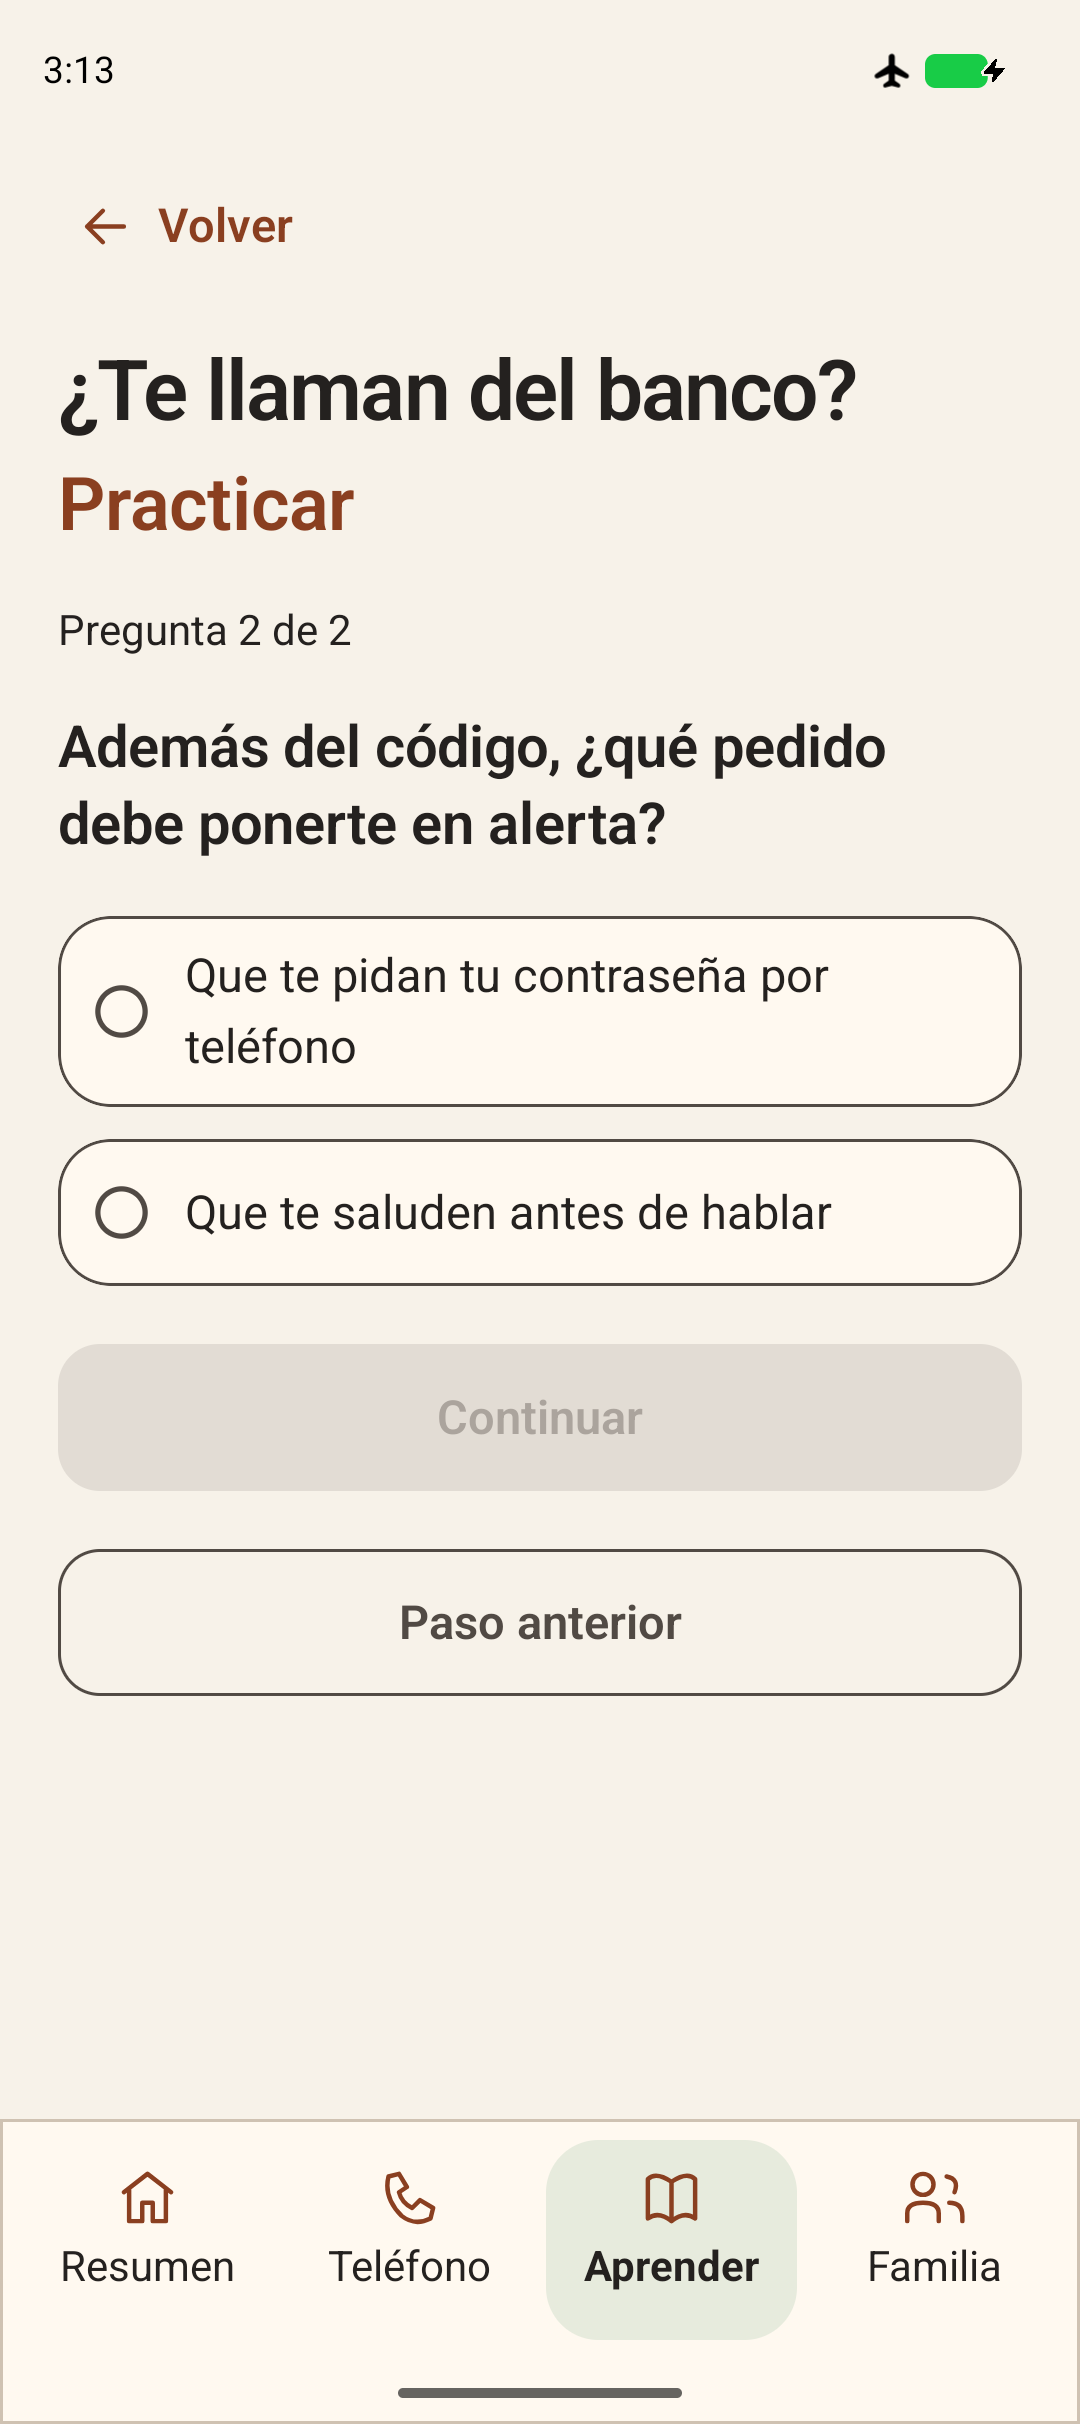 3:13
Volver
¿Te llaman del banco?
Practicar
Pregunta 2 de 2
Además del código, ¿qué pedido
debe ponerte en alerta?
Que te pidan tu contraseña por
teléfono
Que te saluden antes de hablar
Continuar
Paso anterior
Resumen
Teléfono
Aprender
Familia